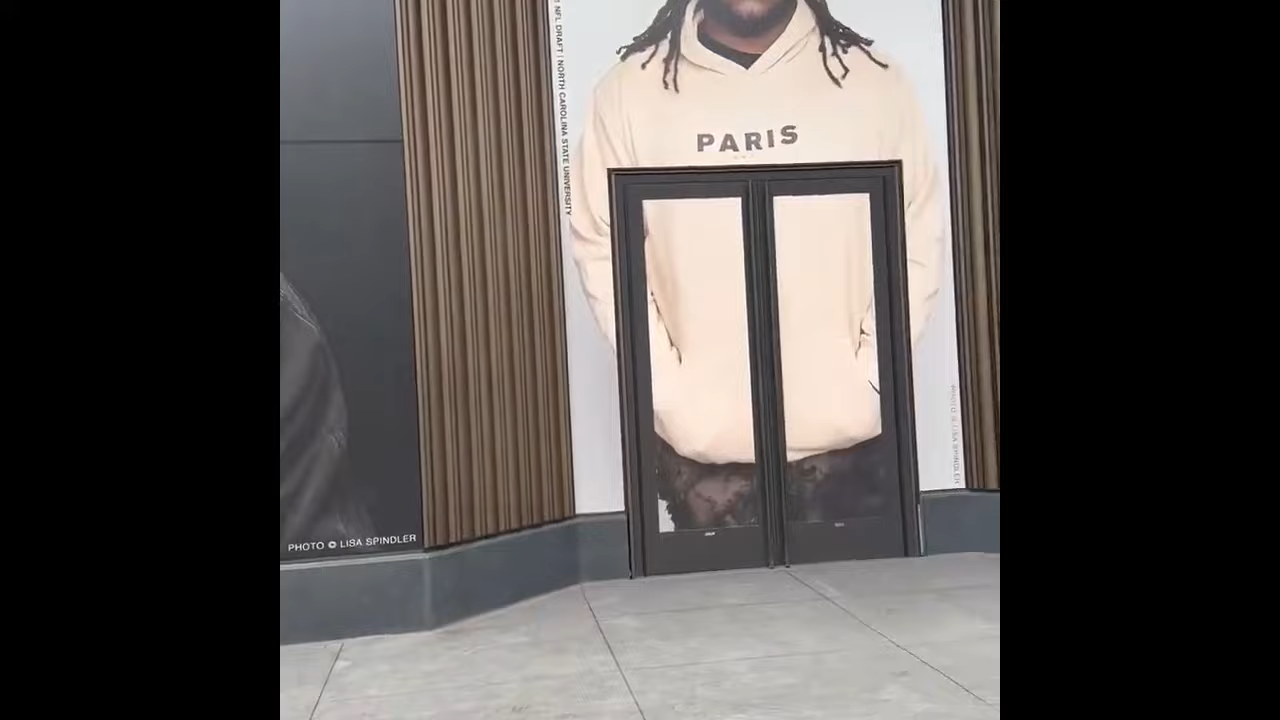 NFL DRAFT | NORTH CAROLINA STATE UNIVERSITY
PARIS
PHOTO © LISA SPINDLER
PHOTO © LISA SPINDLER